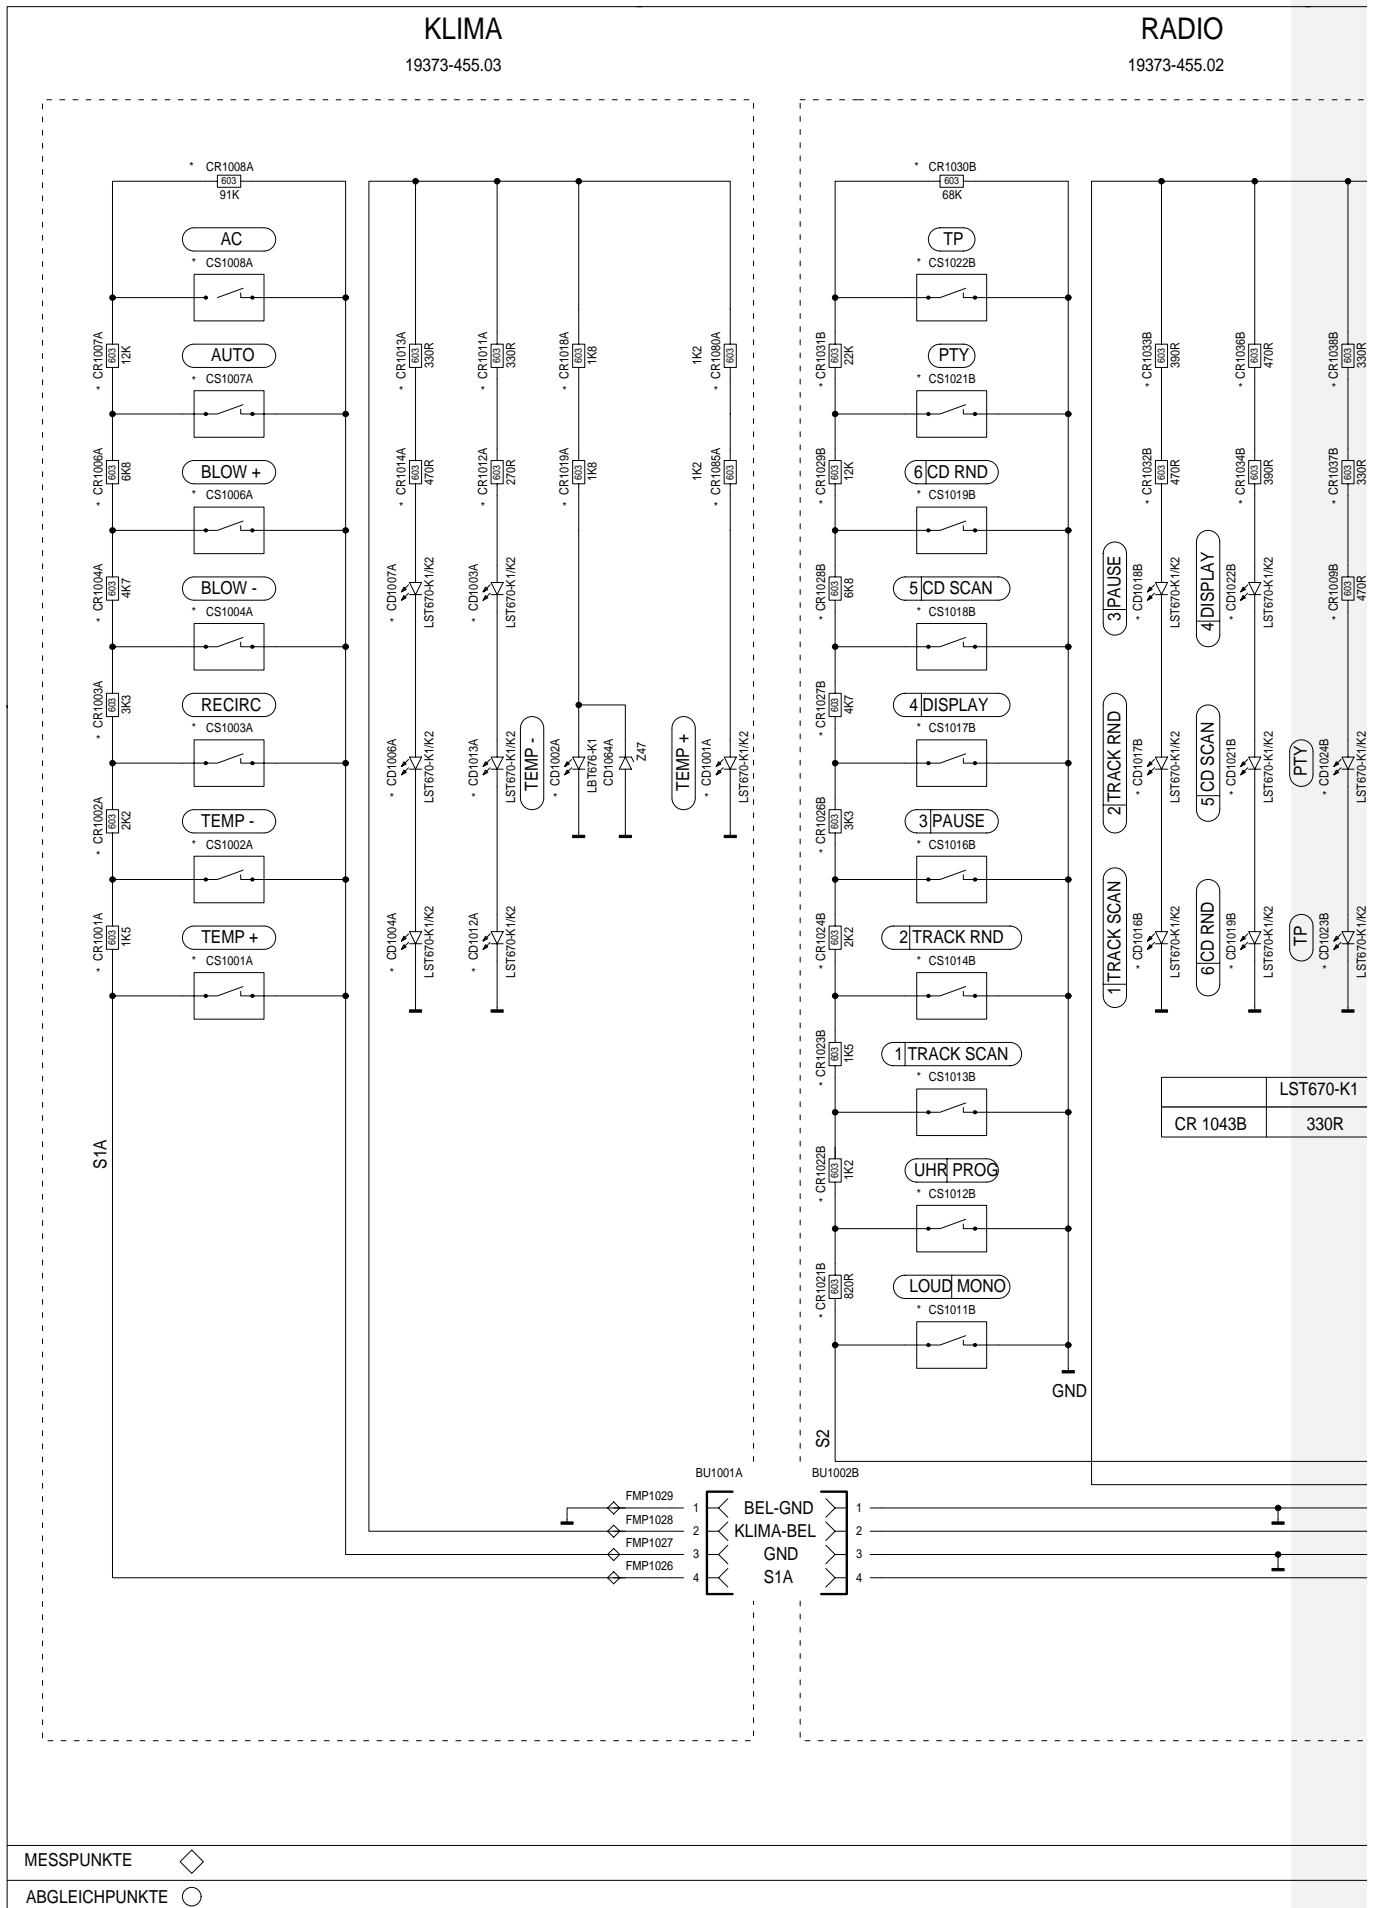 KLIMA
19373-455.03
RADIO
19373-455.02
* CR1008A
603
91K
AC
* CS1008A
* CR1007A
603
12K
AUTO
* CS1007A
* CR1006A
603
6K8
BLOW +
* CS1006A
* CR1004A
603
4K7
BLOW -
* CS1004A
* CR1003A
603
3K3
RECIRC
* CS1003A
* CR1002A
603
2K2
TEMP -
* CS1002A
* CR1001A
603
1K5
TEMP +
* CS1001A
S1A
* CR1013A
603
330R
* CR1014A
603
470R
* CD1007A
LST670-K1/K2
* CD1006A
LST670-K1/K2
* CD1004A
LST670-K1/K2
* CR1011A
603
330R
* CR1012A
603
270R
* CD1003A
LST670-K1/K2
* CD1013A
LST670-K1/K2
* CD1012A
LST670-K1/K2
* CR1018A
603
1K8
* CR1019A
603
1K8
TEMP -
* CD1002A
LBT676-K1
CD1064A
Z47
1K2
* CR1080A
603
1K2
* CR1085A
603
TEMP +
* CD1001A
LST670-K1/K2
* CR1030B
603
68K
TP
* CS1022B
* CR1031B
603
22K
PTY
* CS1021B
* CR1029B
603
12K
6 CD RND
* CS1019B
* CR1028B
603
6K8
5 CD SCAN
* CS1018B
* CR1027B
603
4K7
4 DISPLAY
* CS1017B
* CR1026B
603
3K3
3 PAUSE
* CS1016B
* CR1024B
603
2K2
2 TRACK RND
* CS1014B
* CR1023B
603
1K5
1 TRACK SCAN
* CS1013B
* CR1022B
603
1K2
UHR PROG
* CS1012B
* CR1021B
603
820R
LOUD MONO
* CS1011B
GND
S2
* CR1033B
603
390R
* CR1032B
603
470R
3 PAUSE
* CD1018B
LST670-K1/K2
2 TRACK RND
* CD1017B
LST670-K1/K2
1 TRACK SCAN
* CD1016B
LST670-K1/K2
* CR1036B
603
470R
* CR1034B
603
390R
4 DISPLAY
* CD1022B
LST670-K1/K2
5 CD SCAN
* CD1021B
LST670-K1/K2
6 CD RND
* CD1019B
LST670-K1/K2
* CR1038B
603
330R
* CR1037B
603
330R
* CR1009B
603
470R
PTY
* CD1024B
LST670-K1/K2
TP
* CD1023B
LST670-K1/K2
LST670-K1
CR 1043B 330R
BU1001A
BU1002B
FMP1029 1 BEL-GND 1
FMP1028 2 KLIMA-BEL 2
FMP1027 3 GND 3
FMP1026 4 S1A 4
MESSPUNKTE
ABGLEICHPUNKTE